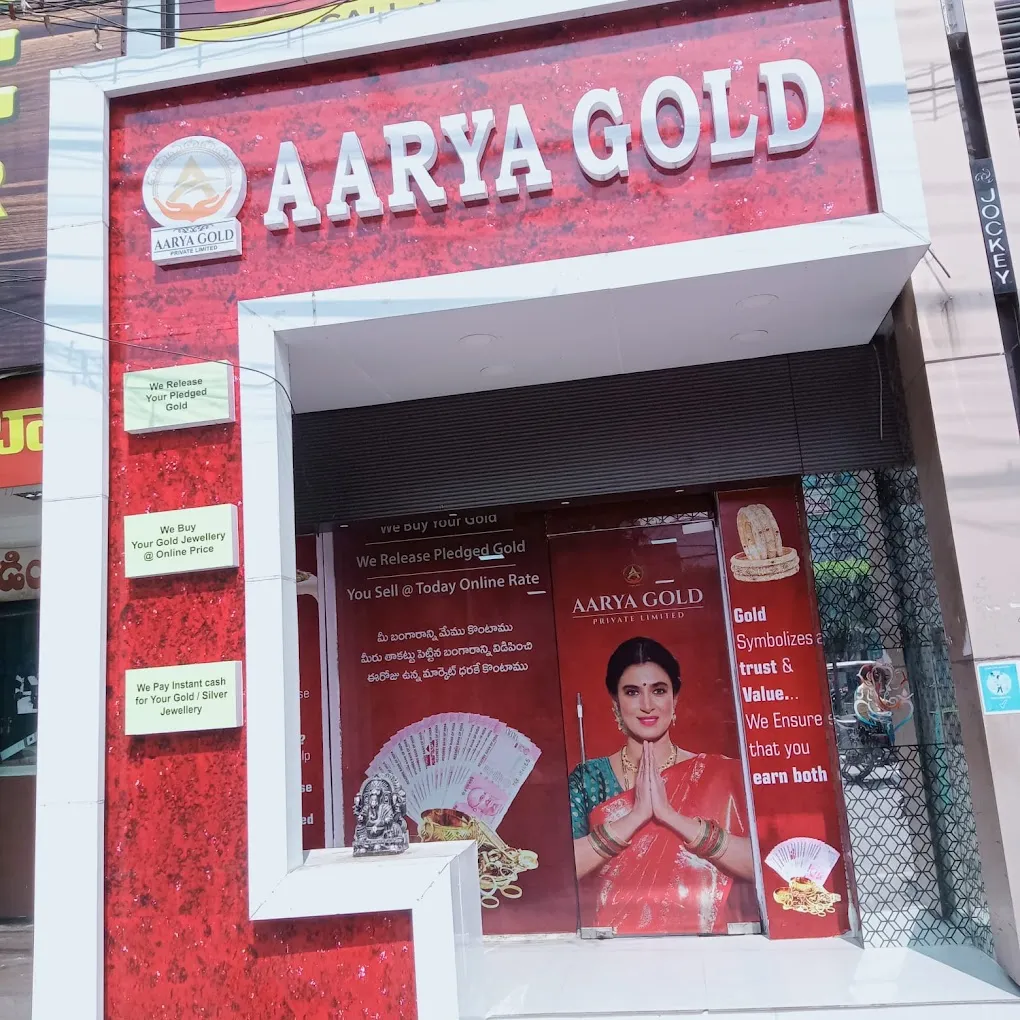 AARYA GOLD
AARYA GOLD
PRIVATE LIMITED
JOCKEY
We Release
Your Pledged
Gold
We Buy
Your Gold Jewellery
@ Online Price
We Pay Instant cash
for Your Gold / Silver
Jewellery
We Buy Your Gold
We Release Pledged Gold
You Sell @ Today Online Rate
మీ బంగారాన్ని మేము కొంటాము
మీరు తాకట్టు పెట్టిన బంగారాన్ని విడిపించి
ఈరోజు ఉన్న మార్కెట్ ధరకే కొంటాము
AARYA GOLD
PRIVATE LIMITED
Gold
Symbolizes
trust &
Value...
We Ensure
that you
earn both